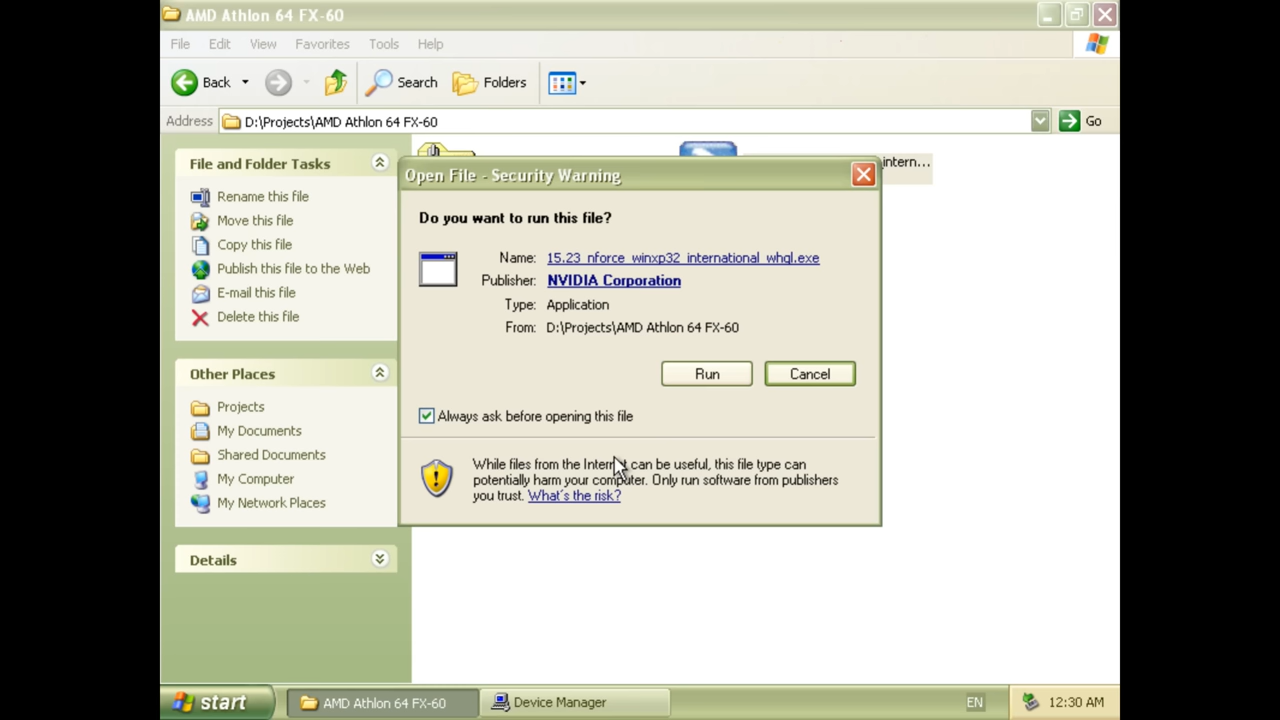 AMD Athlon 64 FX-60
File Edit View Favorites Tools Help
Back Search Folders
Address D:\Projects\AMD Athlon 64 FX-60 Go
File and Folder Tasks
Rename this file
Move this file
Copy this file
Publish this file to the Web
E-mail this file
Delete this file
Other Places
Projects
My Documents
Shared Documents
My Computer
My Network Places
Details
intern...
Open File - Security Warning
Do you want to run this file?
Name: 15.23_nforce_winxp32_international_whql.exe
Publisher: NVIDIA Corporation
Type: Application
From: D:\Projects\AMD Athlon 64 FX-60
Run Cancel
Always ask before opening this file
While files from the Internet can be useful, this file type can
potentially harm your computer. Only run software from publishers
you trust. What's the risk?
start AMD Athlon 64 FX-60 Device Manager EN 12:30 AM